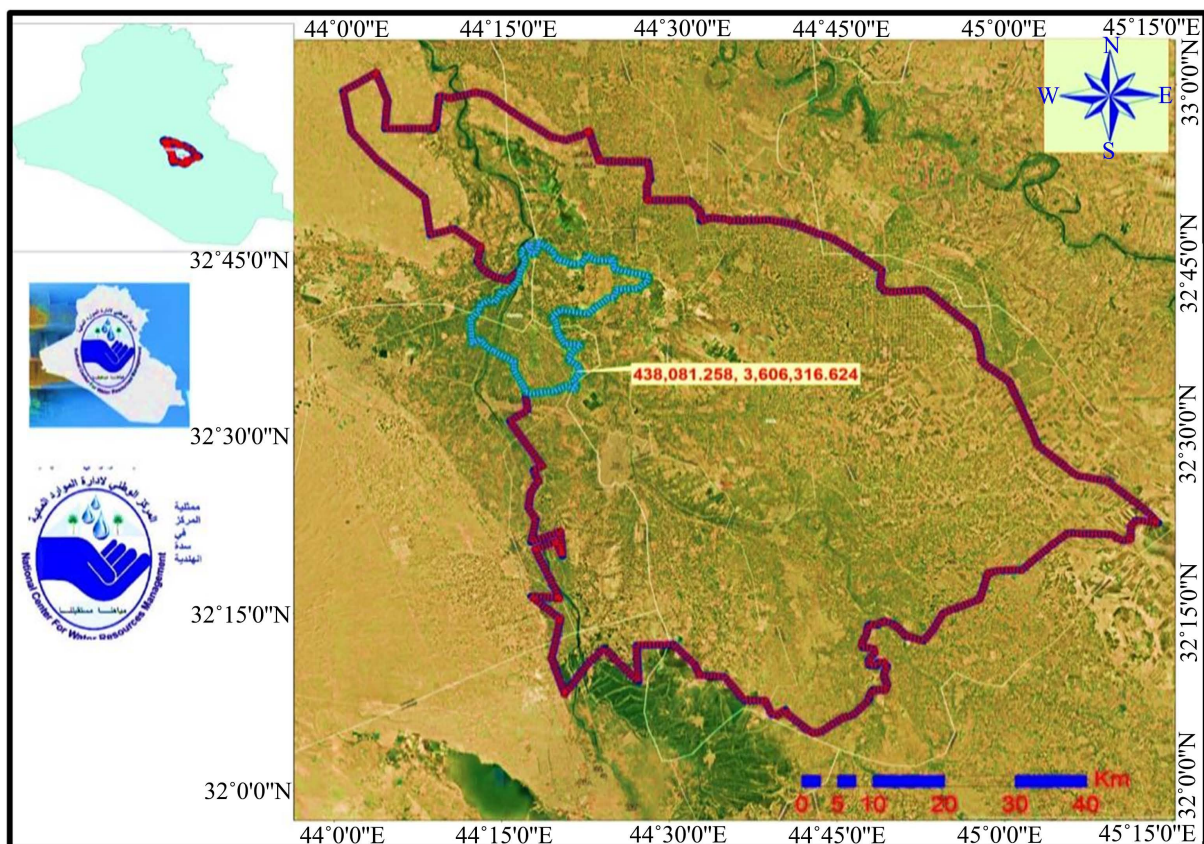 44°0'0"E 44°15'0"E 44°30'0"E 44°45'0"E 45°0'0"E 45°15'0"E
N
W E
S
33°0'0"N
32°45'0"N
32°45'0"N
438,081.258, 3,606,316.624
32°30'0"N
32°30'0"N
المركز الوطني لادارة الموارد المائية
National Center For Water Resources Management
مياهنا مستقبلنا
ممثلية
المركز
في
سدة
الهندية
32°15'0"N
32°15'0"N
32°0'0"N
32°0'0"N
Km
0 5 10 20 30 40
44°0'0"E 44°15'0"E 44°30'0"E 44°45'0"E 45°0'0"E 45°15'0"E